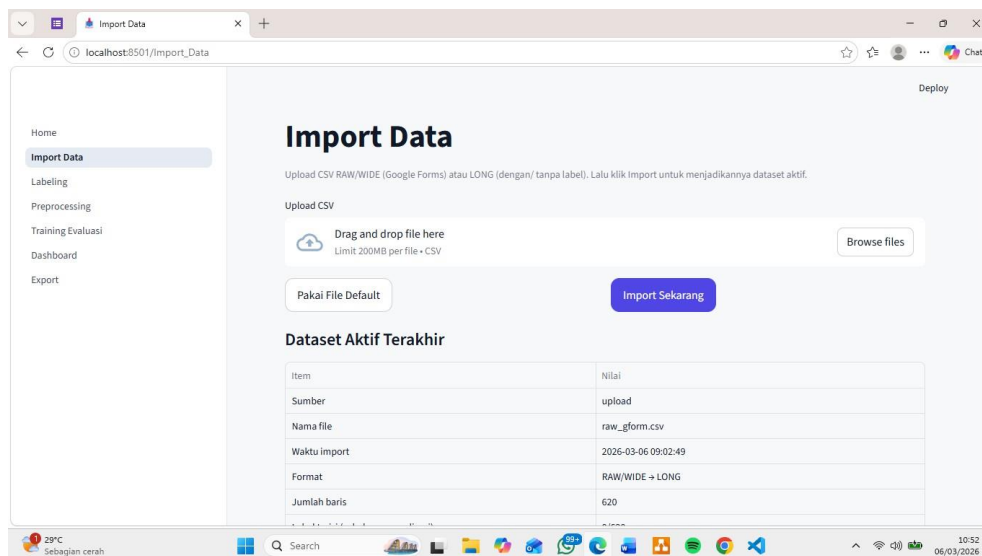 Import Data
localhost:8501/Import_Data
Chat
Deploy
Home
Import Data
Labeling
Preprocessing
Training Evaluasi
Dashboard
Export
Import Data
Upload CSV RAW/WIDE (Google Forms) atau LONG (dengan/ tanpa label). Lalu klik Import untuk menjadikannya dataset aktif.
Upload CSV
Drag and drop file here
Limit 200MB per file • CSV
Browse files
Pakai File Default
Import Sekarang
Dataset Aktif Terakhir
Item Nilai
Sumber upload
Nama file raw_gform.csv
Waktu import 2026-03-06 09:02:49
Format RAW/WIDE → LONG
Jumlah baris 620
1
29°C
Sebagian cerah
Search
99+
10:52
06/03/2026